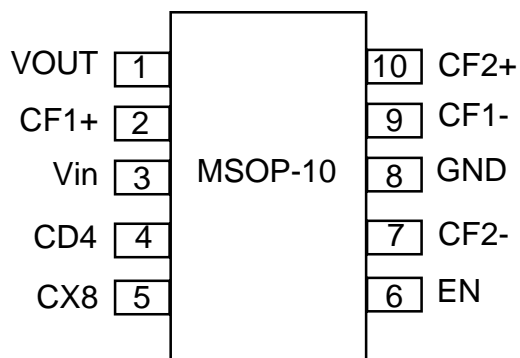 VOUT 1 10 CF2+
CF1+ 2 9 CF1-
Vin 3 MSOP-10 8 GND
CD4 4 7 CF2-
CX8 5 6 EN